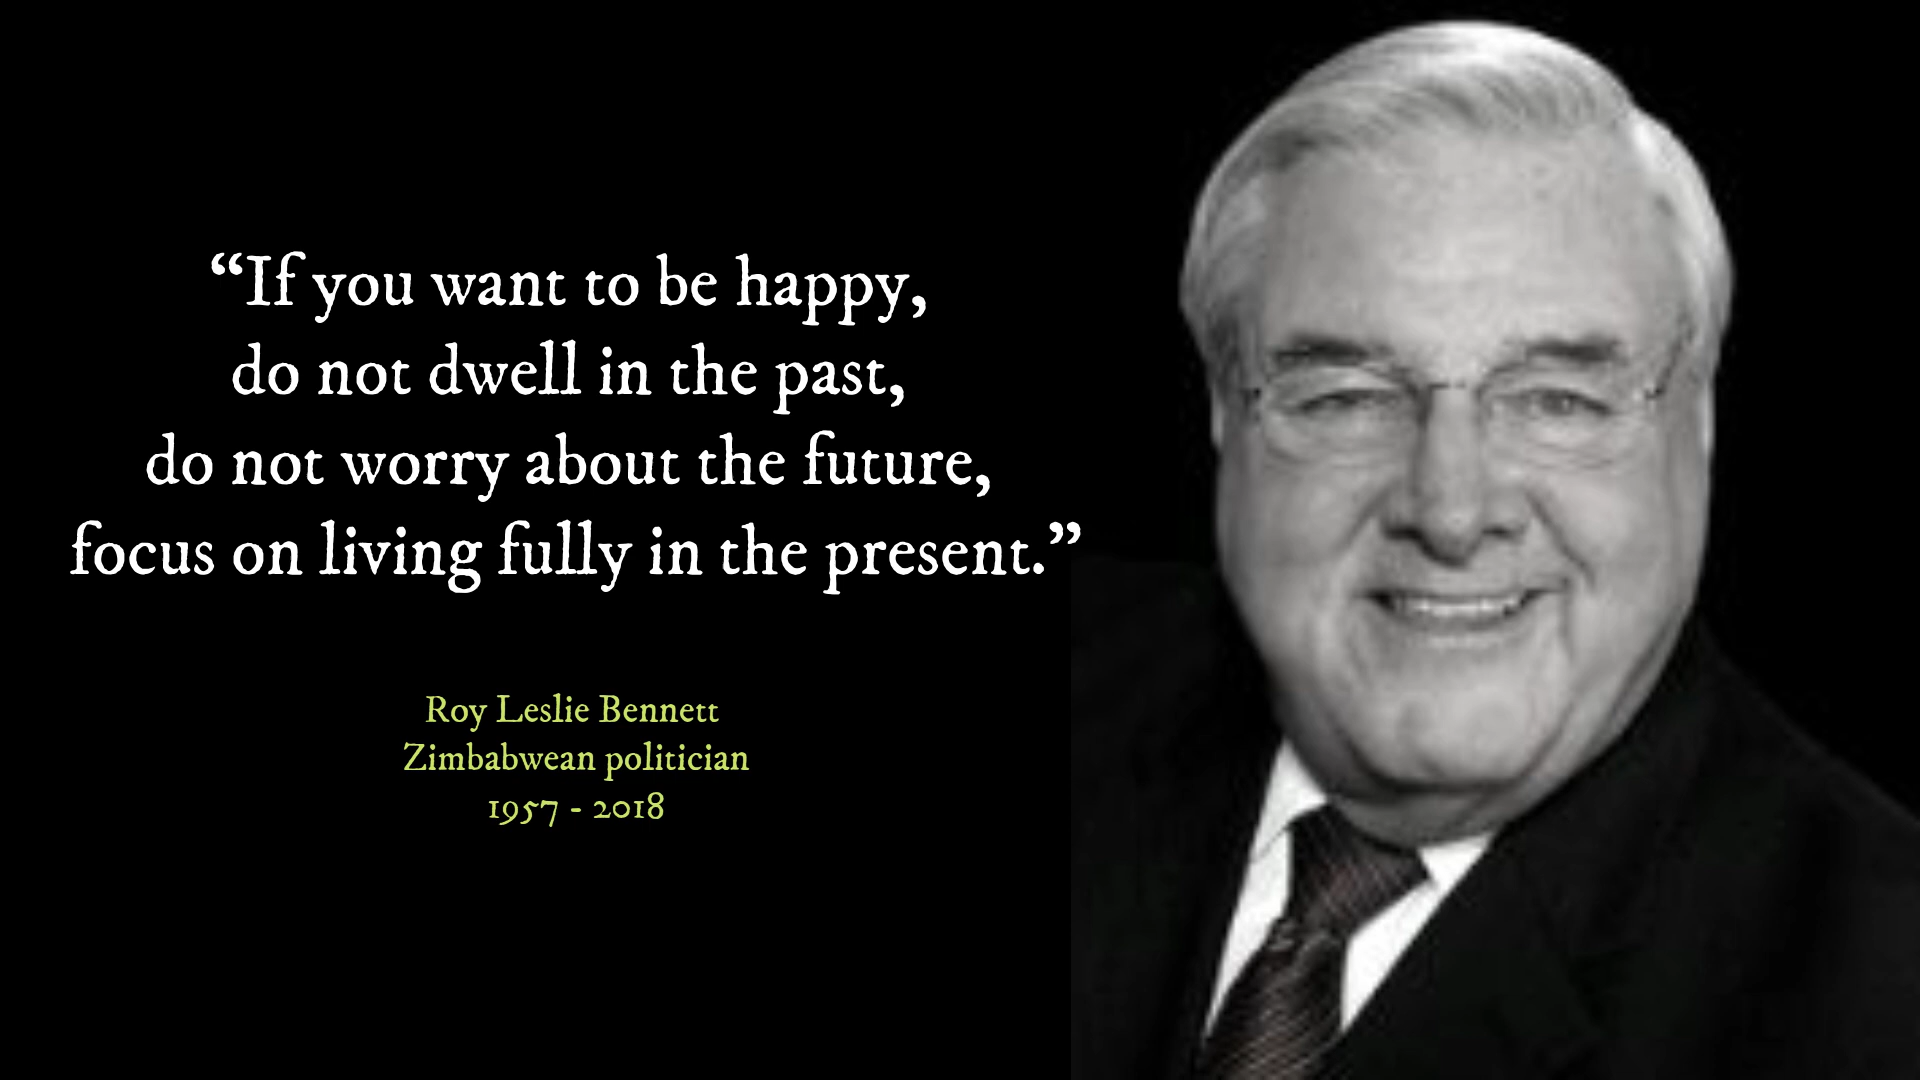 “If you want to be happy,
do not dwell in the past,
do not worry about the future,
focus on living fully in the present.”
Roy Leslie Bennett
Zimbabwean politician
1957 - 2018